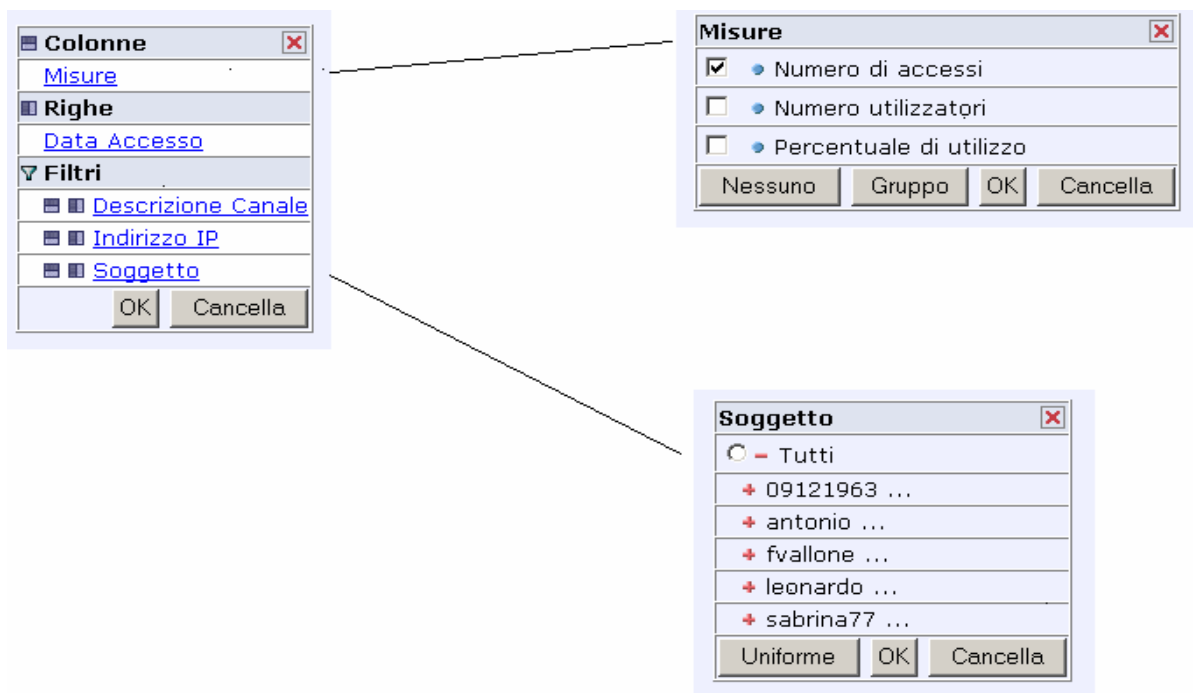 Colonne
Misure
Righe
Data Accesso
Filtri
Descrizione Canale
Indirizzo IP
Soggetto
OK Cancella
Misure
Numero di accessi
Numero utilizzatori
Percentuale di utilizzo
Nessuno Gruppo OK Cancella
Soggetto
Tutti
09121963 ...
antonio ...
fvallone ...
leonardo ...
sabrina77 ...
Uniforme OK Cancella